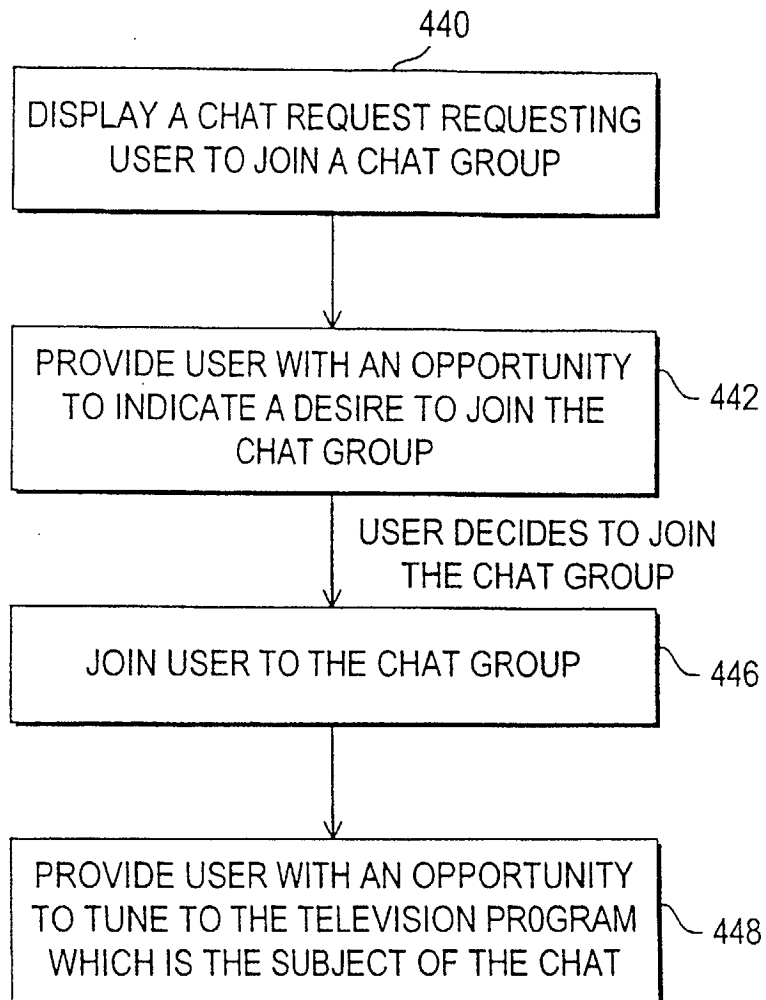 440
DISPLAY A CHAT REQUEST REQUESTING
USER TO JOIN A CHAT GROUP
PROVIDE USER WITH AN OPPORTUNITY
TO INDICATE A DESIRE TO JOIN THE
CHAT GROUP
442
USER DECIDES TO JOIN
THE CHAT GROUP
JOIN USER TO THE CHAT GROUP
446
PROVIDE USER WITH AN OPPORTUNITY
TO TUNE TO THE TELEVISION PROGRAM
WHICH IS THE SUBJECT OF THE CHAT
448